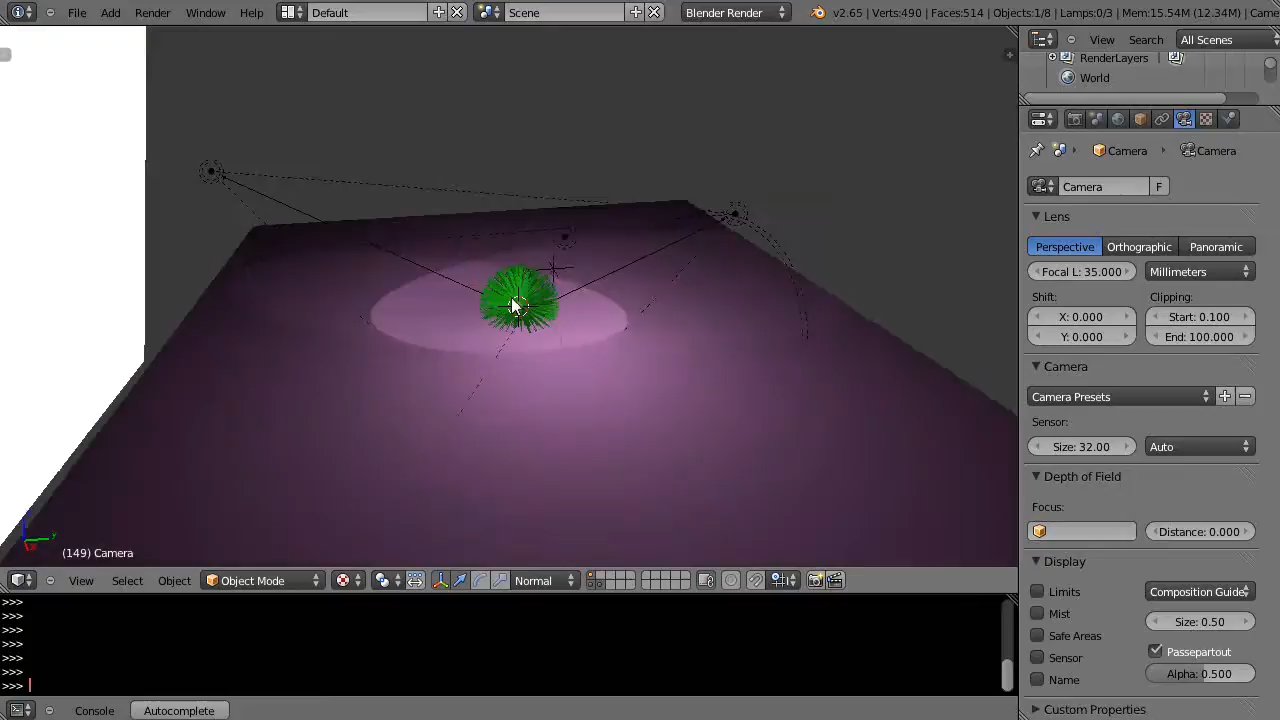 File Add Render Window Help Default Scene Blender Render v2.65 | Verts:490 | Faces:514 | Objects:1/8 | Lamps:0/3 | Mem:15.54M (12.34M) | Came
View Search All Scenes
RenderLayers
World
Camera Camera
Camera F
Lens
Perspective Orthographic Panoramic
Focal L: 35.000 Millimeters
Shift: Clipping:
X: 0.000 Start: 0.100
Y: 0.000 End: 100.000
Camera
Camera Presets
Sensor:
Size: 32.00 Auto
Depth of Field
Focus:
Distance: 0.000
Display
Limits Composition Guide
Mist Size: 0.50
Safe Areas
Sensor Passepartout
Name Alpha: 0.500
Custom Properties
y
x
(149) Camera
View Select Object Object Mode Normal
>>>
>>>
>>>
>>>
>>>
>>>
>>>
Console Autocomplete